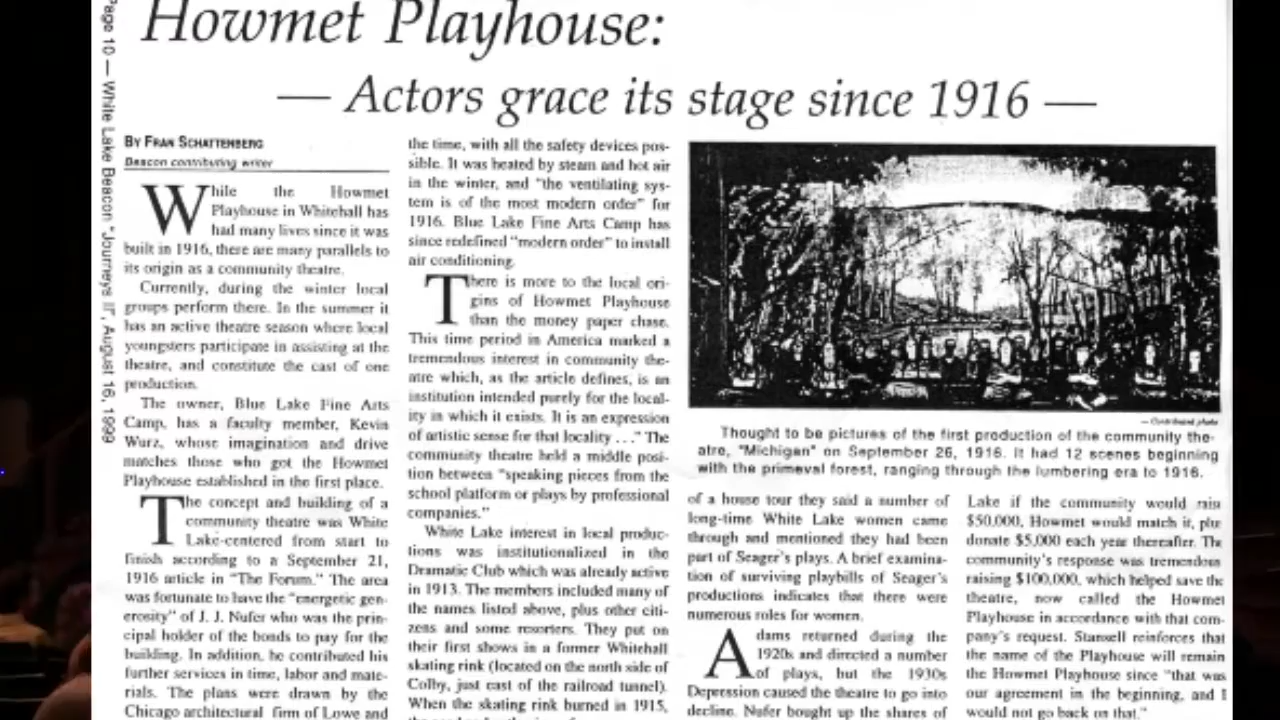 Howmet Playhouse:
— Actors grace its stage since 1916 —
Page 10 — White Lake Beacon "Journeys II", August 16, 1999
BY FRAN SCHATTENBERG
Beacon contributing writer
While the Howmet
Playhouse in Whitehall has
had many lives since it was
built in 1916, there are many parallels to
its origin as a community theatre.
Currently, during the winter local
groups perform there. In the summer it
has an active theatre season where local
youngsters participate in assisting at the
theatre, and constitute the cast of one
production.
The owner, Blue Lake Fine Arts
Camp, has a faculty member, Kevin
Wurz, whose imagination and drive
matches those who got the Howmet
Playhouse established in the first place.
The concept and building of a
community theatre was White
Lake-centered from start to
finish according to a September 21,
1916 article in "The Forum." The area
was fortunate to have the "energetic gen-
erosity" of J. J. Nufer who was the prin-
cipal holder of the bonds to pay for the
building. In addition, he contributed his
further services in time, labor and mate-
rials. The plans were drawn by the
Chicago architectural firm of Lowe and
the time, with all the safety devices pos-
sible. It was heated by steam and hot air
in the winter, and "the ventilating sys-
tem is of the most modern order" for
1916. Blue Lake Fine Arts Camp has
since redefined "modern order" to install
air conditioning.
There is more to the local ori-
gins of Howmet Playhouse
than the money paper chase.
This time period in America marked a
tremendous interest in community the-
atre which, as the article defines, is an
institution intended purely for the local-
ity in which it exists. It is an expression
of artistic sense for that locality . . ." The
community theatre held a middle posi-
tion between "speaking pieces from the
school platform or plays by professional
companies."
White Lake interest in local produc-
tions was institutionalized in the
Dramatic Club which was already active
in 1913. The members included many of
the names listed above, plus other citi-
zens and some resorters. They put on
their first shows in a former Whitehall
skating rink (located on the north side of
Colby, just east of the railroad tunnel).
When the skating rink burned in 1915,
— Contributed photo
Thought to be pictures of the first production of the community the-
atre, "Michigan" on September 26, 1916. It had 12 scenes beginning
with the primeval forest, ranging through the lumbering era to 1916.
of a house tour they said a number of
long-time White Lake women came
through and mentioned they had been
part of Seager's plays. A brief examina-
tion of surviving playbills of Seager's
productions indicates that there were
numerous roles for women.
Adams returned during the
1920s and directed a number
of plays, but the 1930s
Depression caused the theatre to go into
decline. Nufer bought up the shares of
Lake if the community would
$50,000, Howmet would match it,
donate $5,000 each year thereafter. The
community's response was tremendous
raising $100,000, which helped save the
theatre, now called the Howmet
Playhouse in accordance with that com-
pany's request. Stansell reinforces that
the name of the Playhouse will remain
the Howmet Playhouse since "that was
our agreement in the beginning, and I
would not go back on that."